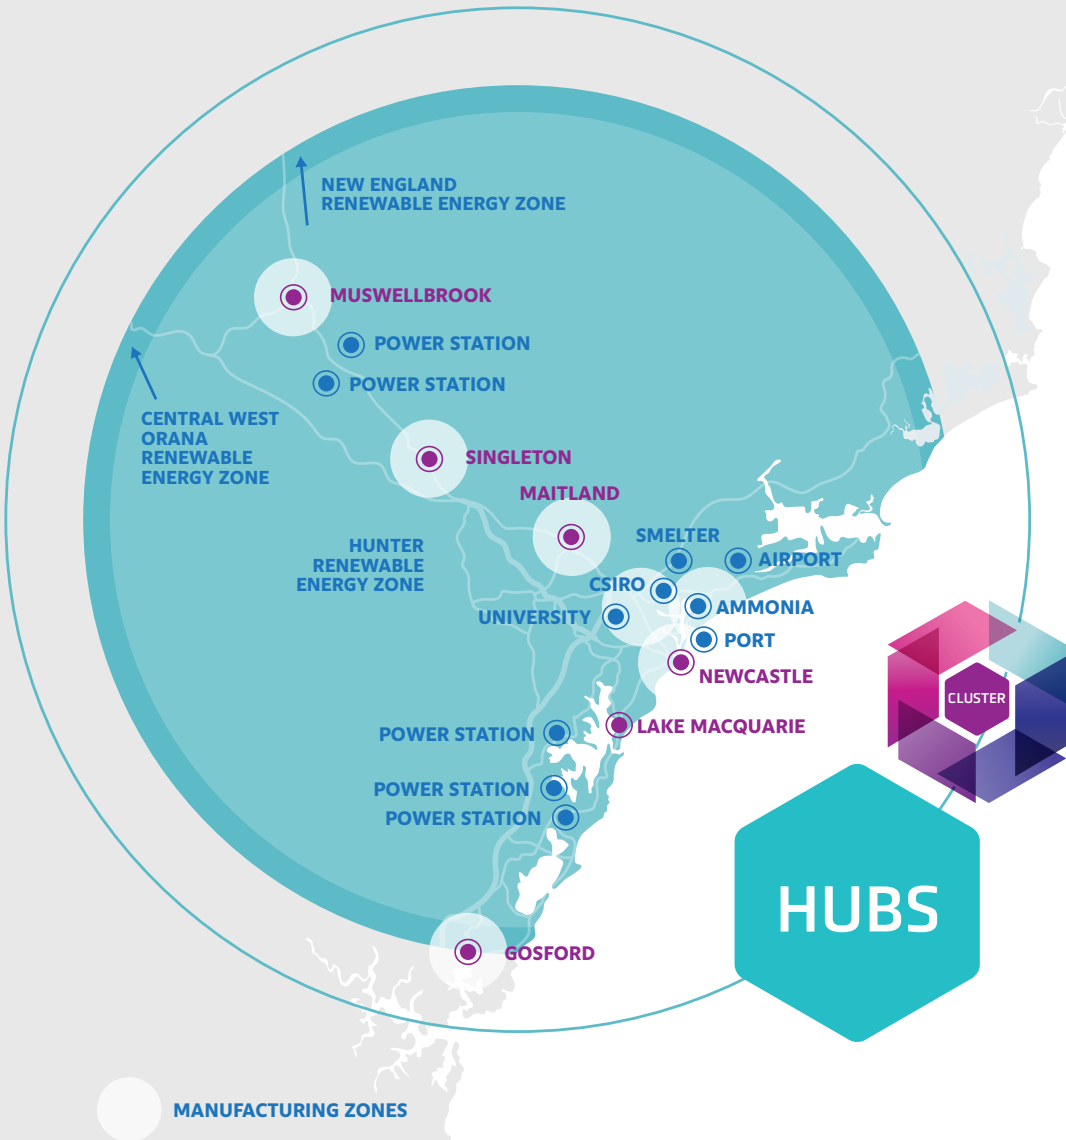 NEW ENGLAND
RENEWABLE ENERGY ZONE
MUSWELLBROOK
POWER STATION
POWER STATION
CENTRAL WEST
ORANA
RENEWABLE
ENERGY ZONE
SINGLETON
MAITLAND
SMELTER
HUNTER
RENEWABLE
ENERGY ZONE
AIRPORT
CSIRO
AMMONIA
UNIVERSITY
PORT
NEWCASTLE
CLUSTER
LAKE MACQUARIE
POWER STATION
POWER STATION
POWER STATION
HUBS
GOSFORD
MANUFACTURING ZONES